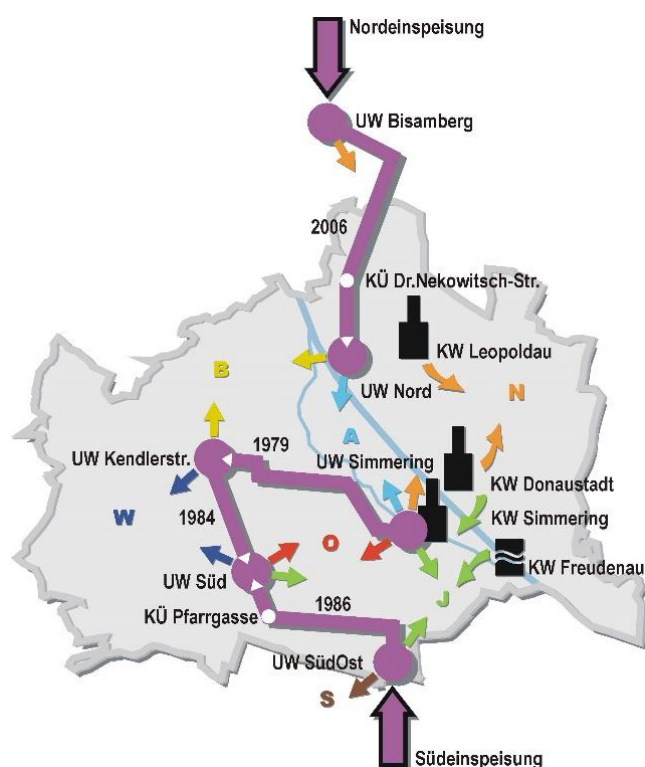 Nordeinspeisung
UW Bisamberg
2006
KÜ Dr.Nekowitsch-Str.
KW Leopoldau
B
UW Nord
N
A
1979
UW Simmering
UW Kendlerstr.
KW Donaustadt
W
1984
KW Simmering
O
KW Freudenau
UW Süd
J
KÜ Pfarrgasse
1986
UW SüdOst
S
Südeinspeisung